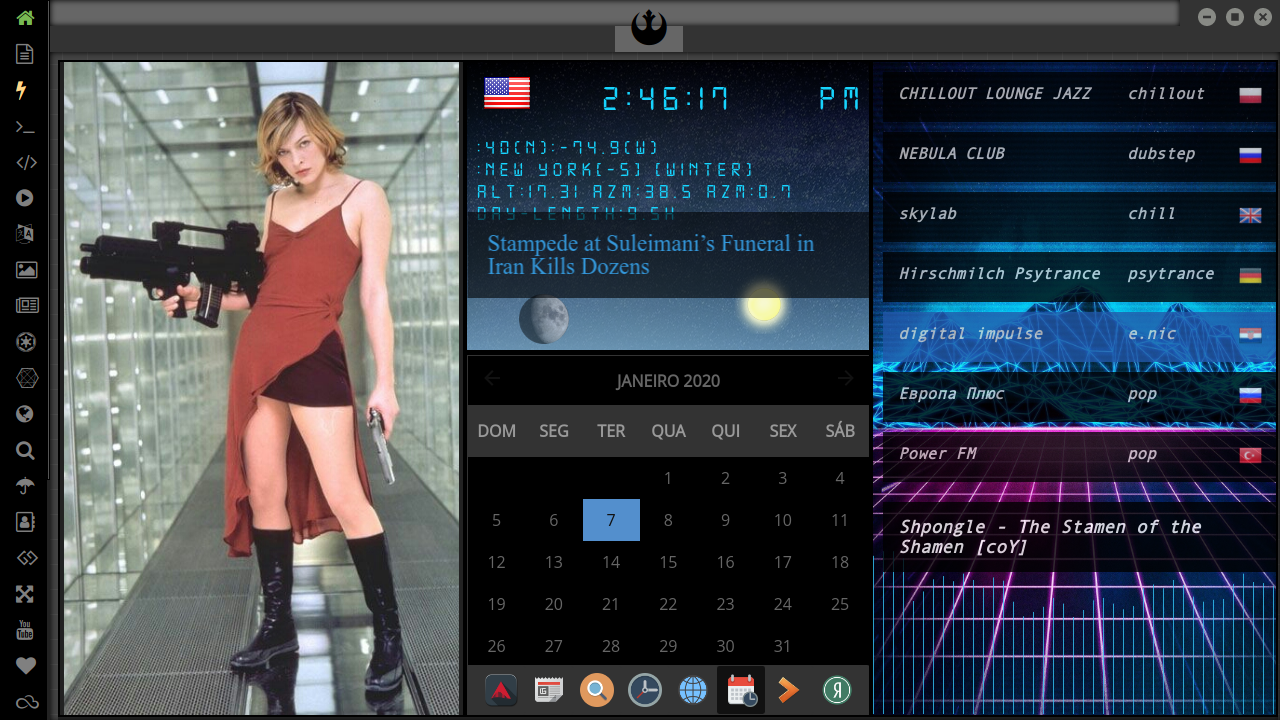 2:46:17 PM
:40(N):-74.9(W)
:NEW YORK[-5] (WINTER)
ALT:17.31 AZM:38.5 AZM:0.7
DAY-LENGTH:9.5H
Stampede at Suleimani’s Funeral in
Iran Kills Dozens
JANEIRO 2020
DOM SEG TER QUA QUI SEX SÁB
1 2 3 4
5 6 7 8 9 10 11
12 13 14 15 16 17 18
19 20 21 22 23 24 25
26 27 28 29 30 31
CHILLOUT LOUNGE JAZZ chillout
NEBULA CLUB dubstep
skylab chill
Hirschmilch Psytrance psytrance
digital impulse e.nic
Европа Плюс pop
Power FM pop
Shpongle - The Stamen of the
Shamen [coY]
You
Tube